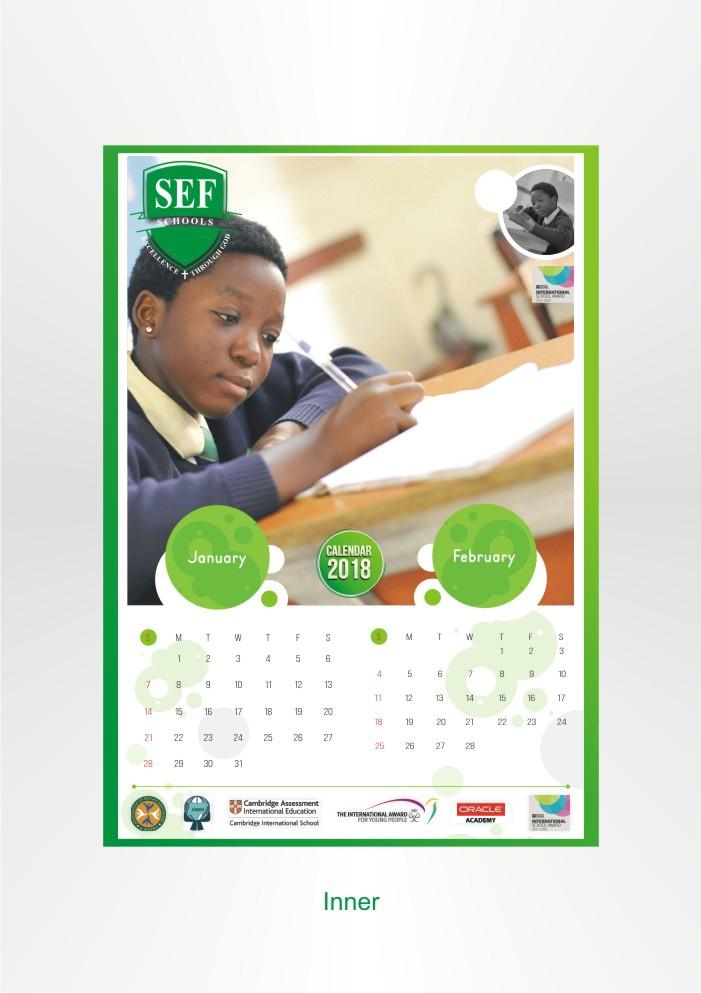 SEF
SCHOOLS
EXCELLENCE THROUGH GOD
INTERNATIONAL
SCHOOL AWARD
January
CALENDAR
2018
February
S M T W T F S
1 2 3 4 5 6
7 8 9 10 11 12 13
14 15 16 17 18 19 20
21 22 23 24 25 26 27
28 29 30 31
S M T W T F S
1 2 3
4 5 6 7 8 9 10
11 12 13 14 15 16 17
18 19 20 21 22 23 24
25 26 27 28
Cambridge Assessment
International Education
Cambridge International School
THE INTERNATIONAL AWARD
FOR YOUNG PEOPLE
ORACLE
ACADEMY
INTERNATIONAL
SCHOOL AWARD
Inner